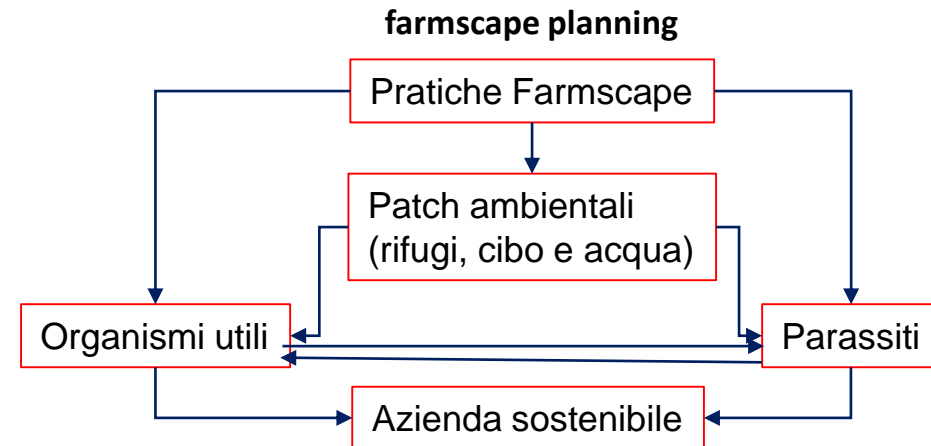 farmscape planning
Pratiche Farmscape
Patch ambientali
(rifugi, cibo e acqua)
Organismi utili
Parassiti
Azienda sostenibile